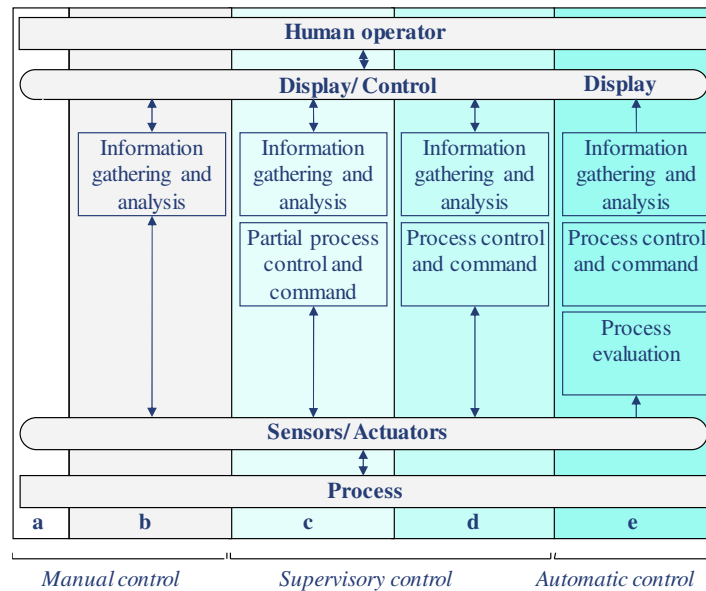 Human operator
Display/ Control
Display
Information
gathering and
analysis
Information
gathering and
analysis
Partial process
control and
command
Information
gathering and
analysis
Process control
and command
Information
gathering and
analysis
Process control
and command
Process
evaluation
Sensors/ Actuators
Process
a b c d e
Manual control Supervisory control Automatic control